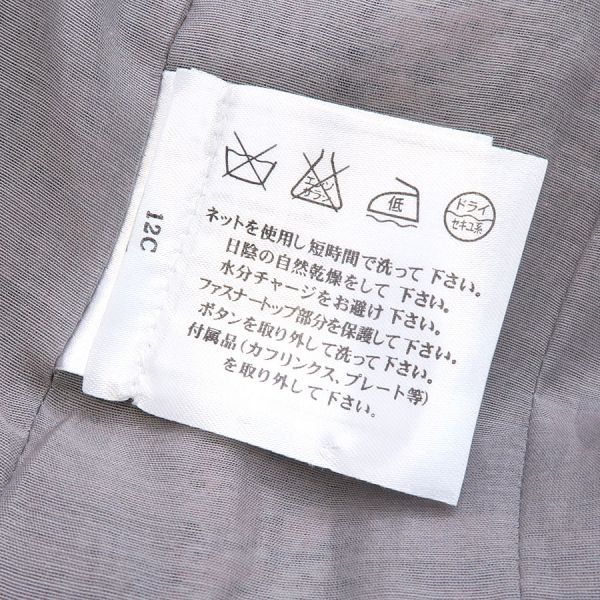 エンソ
サラシ
低
ドライ
セキユ系
ネットを使用し短時間で洗って下さい。
日陰の自然乾燥をして下さい。
水分チャージをお避け下さい。
ファスナートップ部分を保護して下さい。
ボタンを取り外して洗って下さい。
付属品(カフリンクス、プレート等)
を取り外して下さい。
12C